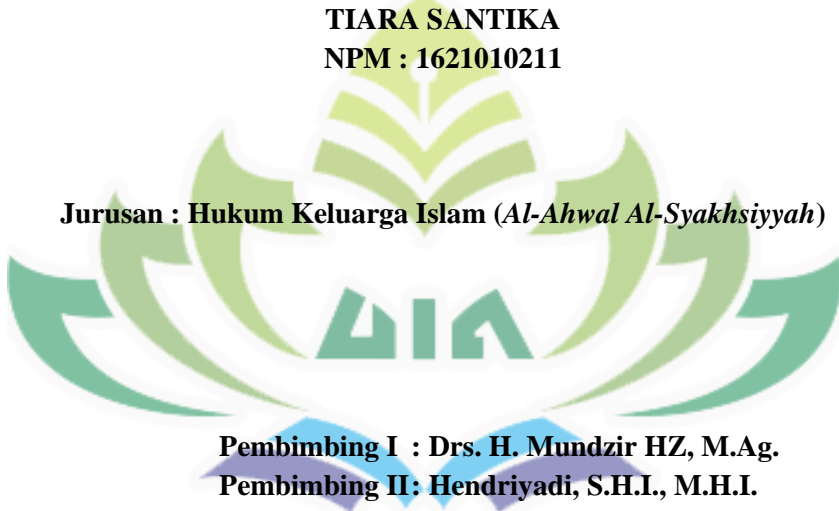 TIARA SANTIKA
NPM : 1621010211
Jurusan : Hukum Keluarga Islam (Al-Ahwal Al-Syakhsiyyah)
UIN
Pembimbing I : Drs. H. Mundzir HZ, M.Ag.
Pembimbing II: Hendriyadi, S.H.I., M.H.I.